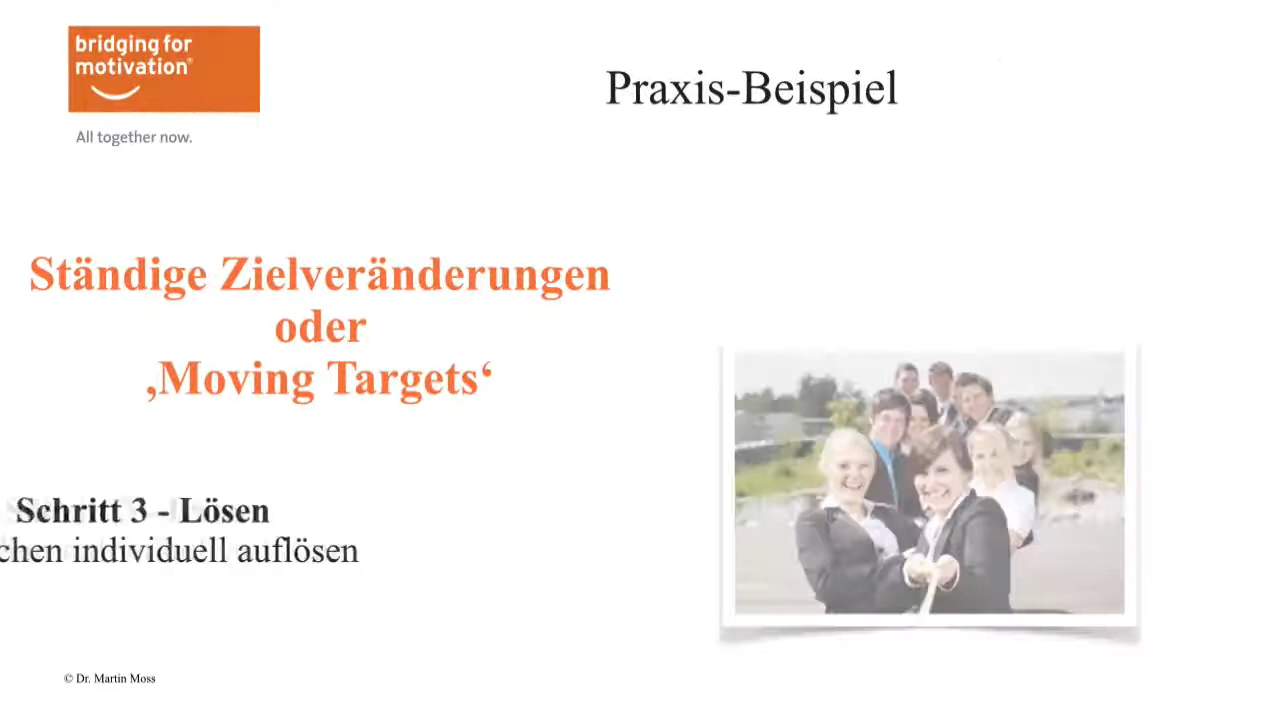 bridging for
motivation®
All together now.
Praxis-Beispiel
Ständige Zielveränderungen
oder
‚Moving Targets‘
Schritt 3 - Lösen
chen individuell auflösen
© Dr. Martin Moss